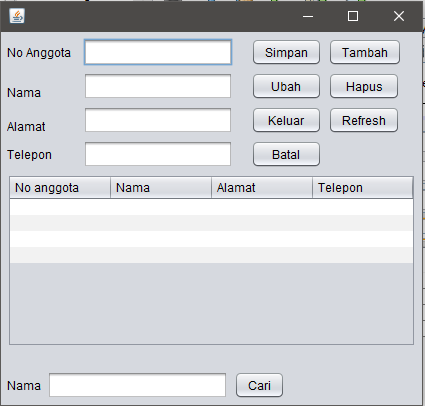 No Anggota Simpan Tambah
Nama Ubah Hapus
Alamat Keluar Refresh
Telepon Batal
No anggota Nama Alamat Telepon
Nama Cari